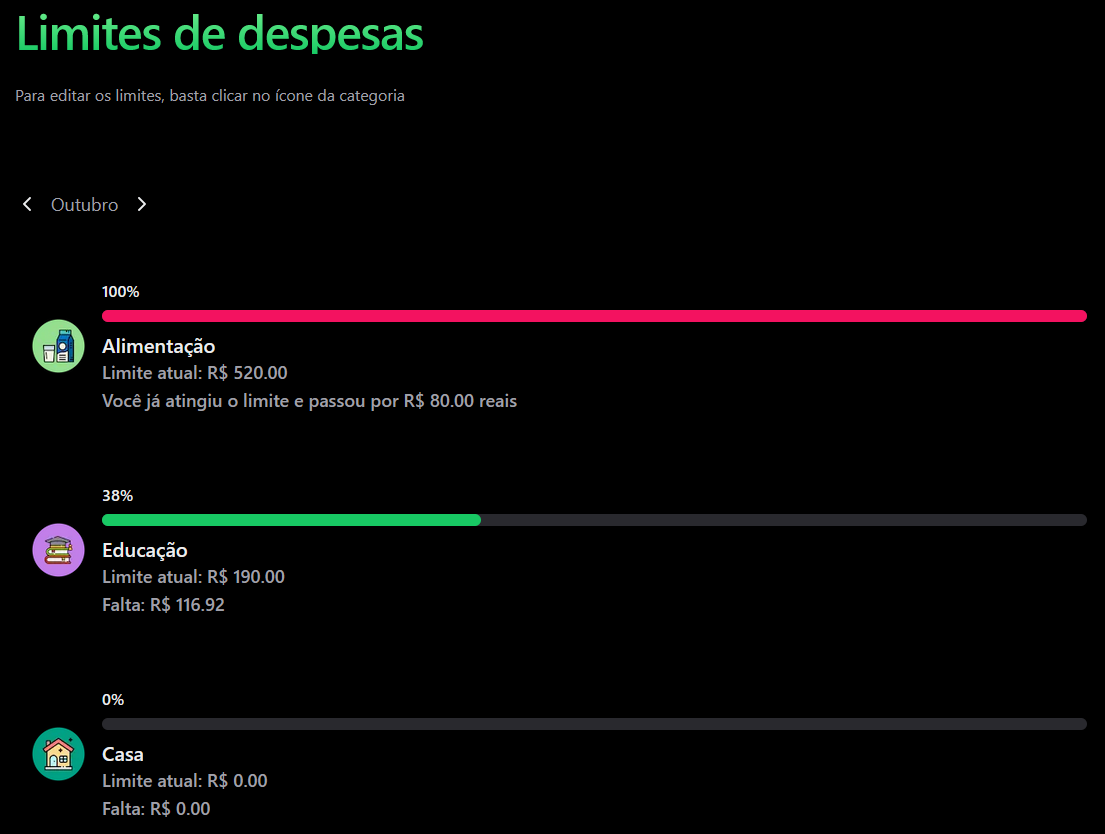 Limites de despesas
Para editar os limites, basta clicar no ícone da categoria
Outubro
100%
Alimentação
Limite atual: R$ 520.00
Você já atingiu o limite e passou por R$ 80.00 reais
38%
Educação
Limite atual: R$ 190.00
Falta: R$ 116.92
0%
Casa
Limite atual: R$ 0.00
Falta: R$ 0.00